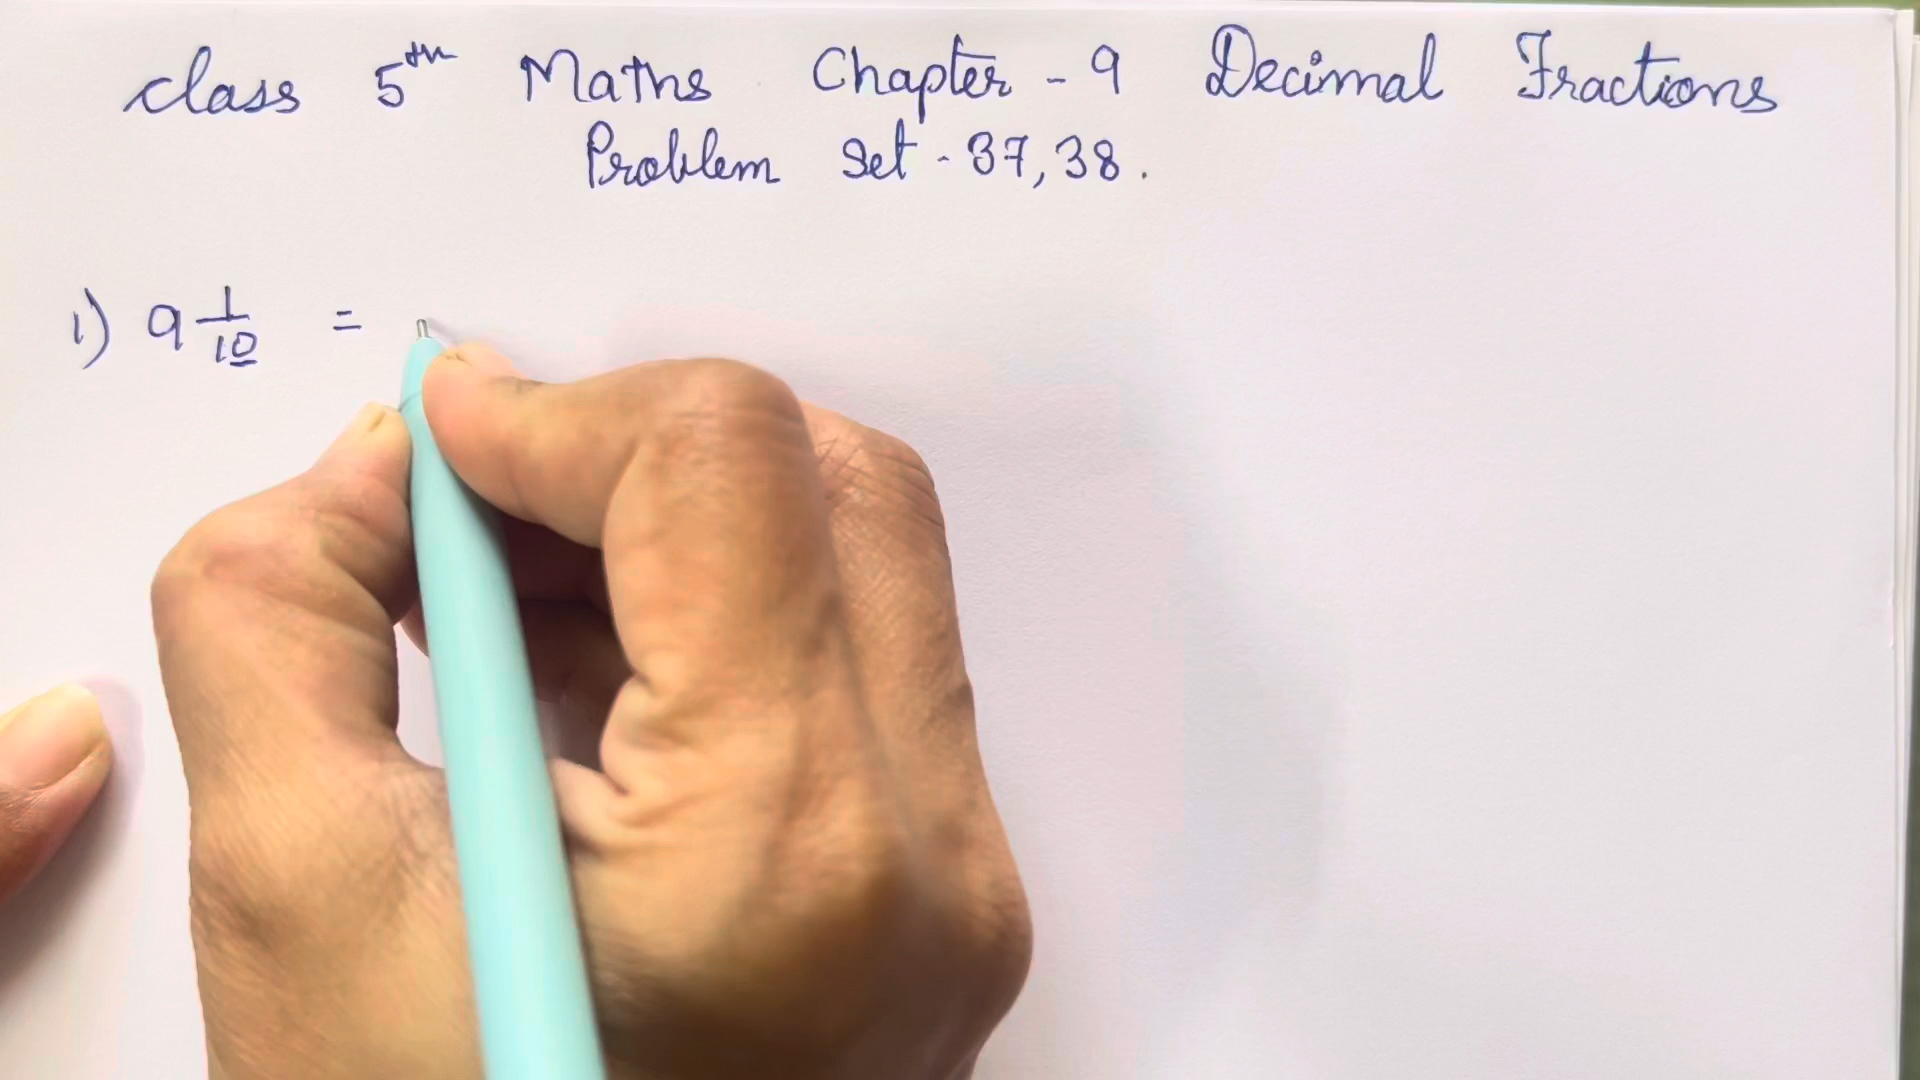 class 5th Maths Chapter - 9 Decimal Fractions
Problem Set - 37, 38.
1) 9 1/10 =